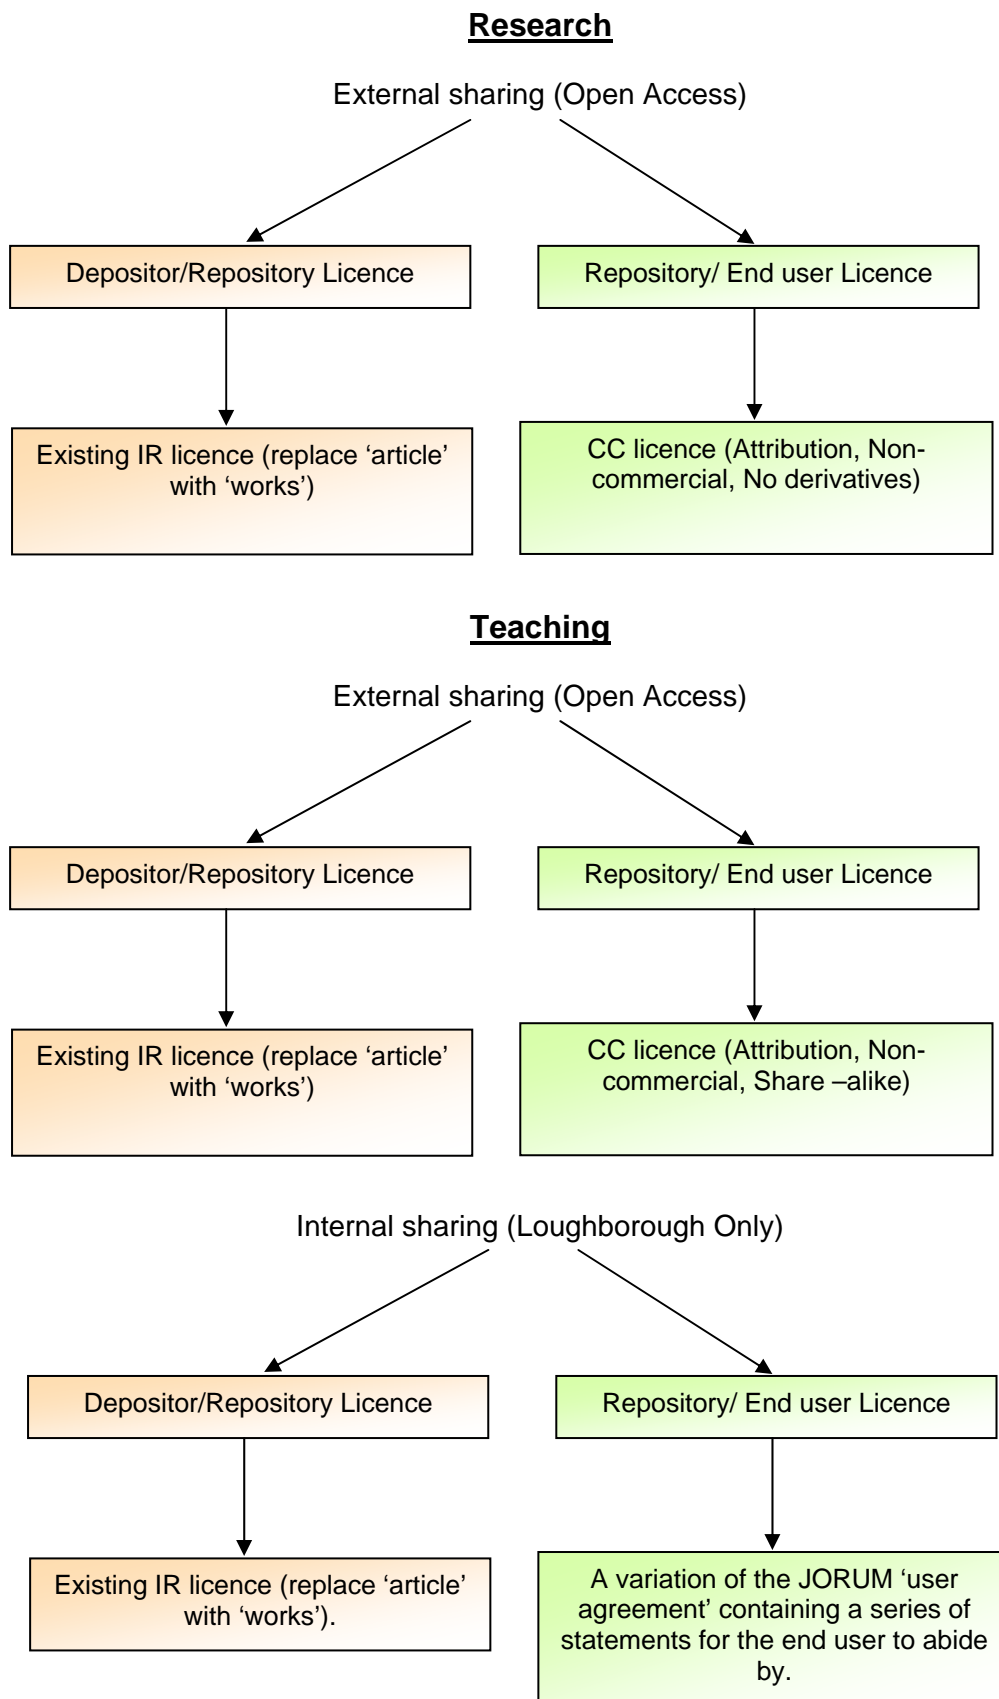 Research
External sharing (Open Access)
Depositor/Repository Licence
Repository/ End user Licence
Existing IR licence (replace ‘article’
with ‘works’)
CC licence (Attribution, Non-
commercial, No derivatives)
Teaching
External sharing (Open Access)
Depositor/Repository Licence
Repository/ End user Licence
Existing IR licence (replace ‘article’
with ‘works’)
CC licence (Attribution, Non-
commercial, Share –alike)
Internal sharing (Loughborough Only)
Depositor/Repository Licence
Repository/ End user Licence
Existing IR licence (replace ‘article’
with ‘works’).
A variation of the JORUM ‘user
agreement’ containing a series of
statements for the end user to abide
by.